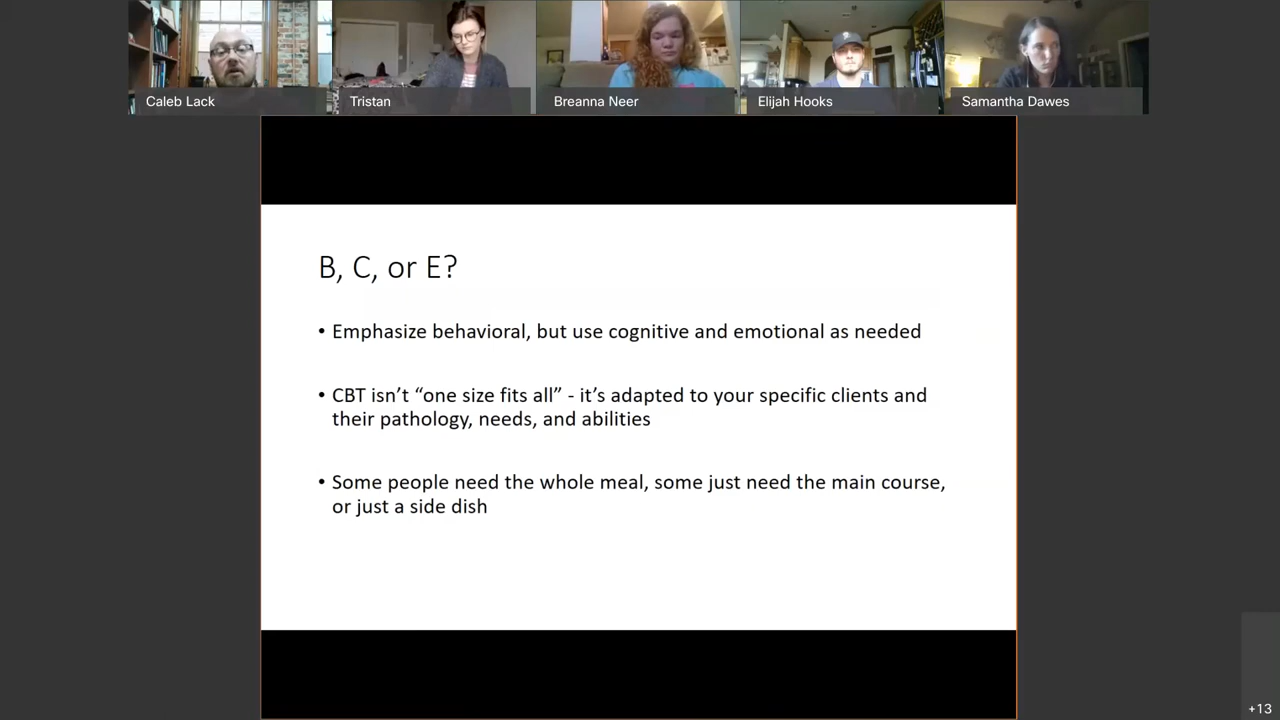 Caleb Lack
Tristan
Breanna Neer
Elijah Hooks
Samantha Dawes
B, C, or E?
• Emphasize behavioral, but use cognitive and emotional as needed
• CBT isn’t “one size fits all” - it’s adapted to your specific clients and
their pathology, needs, and abilities
• Some people need the whole meal, some just need the main course,
or just a side dish
+13